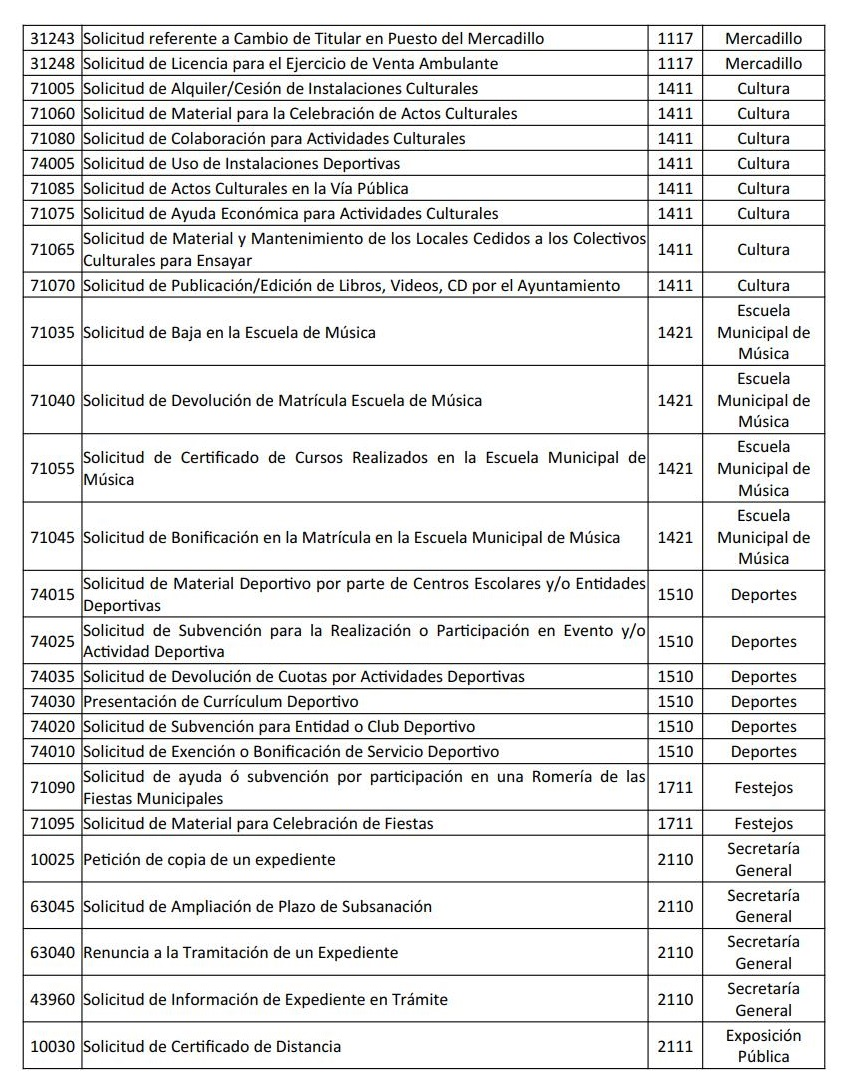 31243 Solicitud referente a Cambio de Titular en Puesto del Mercadillo 1117 Mercadillo
31248 Solicitud de Licencia para el Ejercicio de Venta Ambulante 1117 Mercadillo
71005 Solicitud de Alquiler/Cesión de Instalaciones Culturales 1411 Cultura
71060 Solicitud de Material para la Celebración de Actos Culturales 1411 Cultura
71080 Solicitud de Colaboración para Actividades Culturales 1411 Cultura
74005 Solicitud de Uso de Instalaciones Deportivas 1411 Cultura
71085 Solicitud de Actos Culturales en la Vía Pública 1411 Cultura
71075 Solicitud de Ayuda Económica para Actividades Culturales 1411 Cultura
71065 Solicitud de Material y Mantenimiento de los Locales Cedidos a los Colectivos
Culturales para Ensayar 1411 Cultura
71070 Solicitud de Publicación/Edición de Libros, Videos, CD por el Ayuntamiento 1411 Cultura
71035 Solicitud de Baja en la Escuela de Música 1421 Escuela
Municipal de
Música
71040 Solicitud de Devolución de Matrícula Escuela de Música 1421 Escuela
Municipal de
Música
71055 Solicitud de Certificado de Cursos Realizados en la Escuela Municipal de
Música 1421 Escuela
Municipal de
Música
71045 Solicitud de Bonificación en la Matrícula en la Escuela Municipal de Música 1421 Escuela
Municipal de
Música
74015 Solicitud de Material Deportivo por parte de Centros Escolares y/o Entidades
Deportivas 1510 Deportes
74025 Solicitud de Subvención para la Realización o Participación en Evento y/o
Actividad Deportiva 1510 Deportes
74035 Solicitud de Devolución de Cuotas por Actividades Deportivas 1510 Deportes
74030 Presentación de Currículum Deportivo 1510 Deportes
74020 Solicitud de Subvención para Entidad o Club Deportivo 1510 Deportes
74010 Solicitud de Exención o Bonificación de Servicio Deportivo 1510 Deportes
71090 Solicitud de ayuda ó subvención por participación en una Romería de las
Fiestas Municipales 1711 Festejos
71095 Solicitud de Material para Celebración de Fiestas 1711 Festejos
10025 Petición de copia de un expediente 2110 Secretaría
General
63045 Solicitud de Ampliación de Plazo de Subsanación 2110 Secretaría
General
63040 Renuncia a la Tramitación de un Expediente 2110 Secretaría
General
43960 Solicitud de Información de Expediente en Trámite 2110 Secretaría
General
10030 Solicitud de Certificado de Distancia 2111 Exposición
Pública